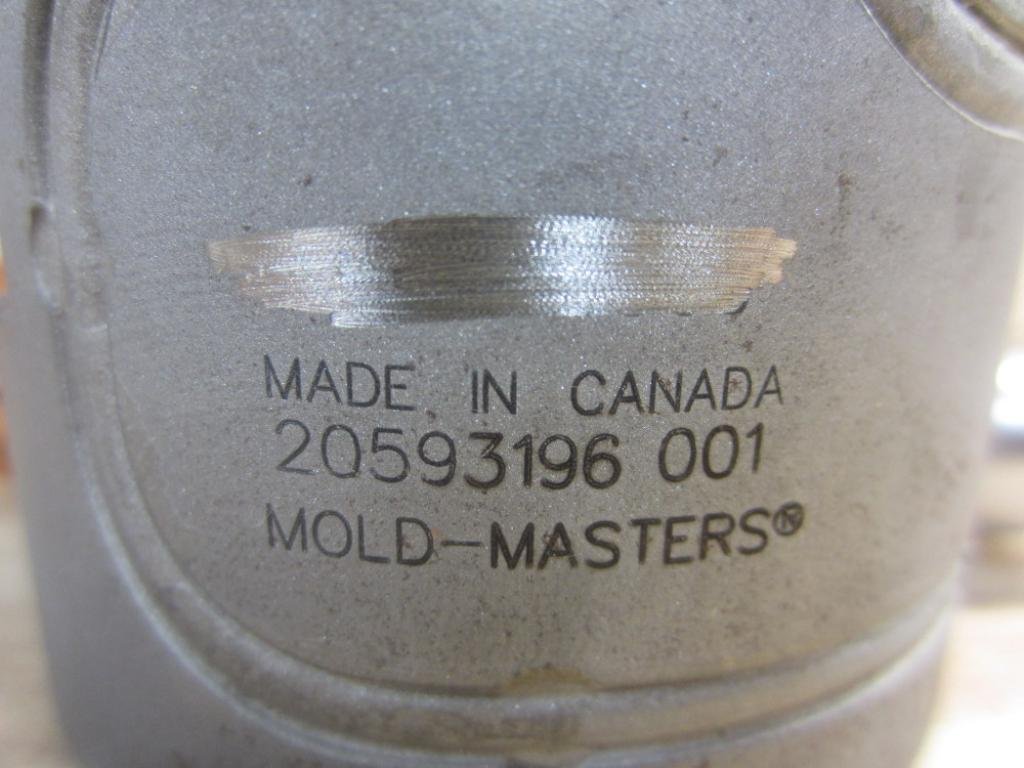 MADE IN CANADA
20593196 001
MOLD-MASTERS®